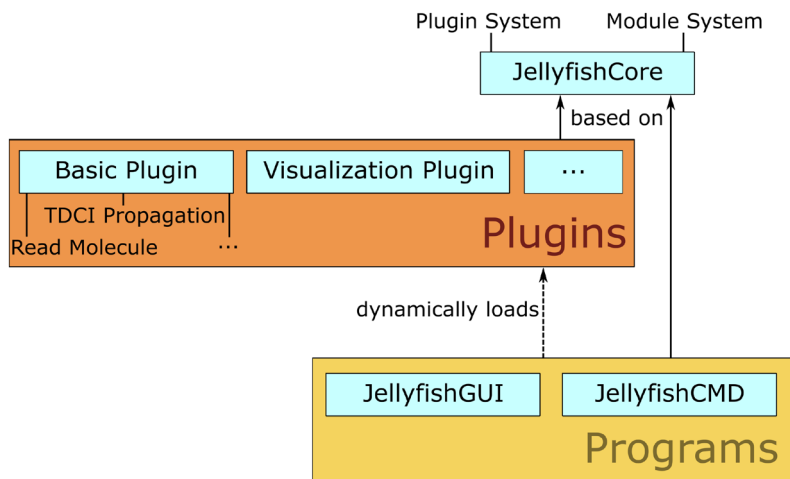 Plugin System
Module System
JellyfishCore
based on
Basic Plugin
Visualization Plugin
...
TDCI Propagation
Read Molecule
...
Plugins
dynamically loads
JellyfishGUI
JellyfishCMD
Programs